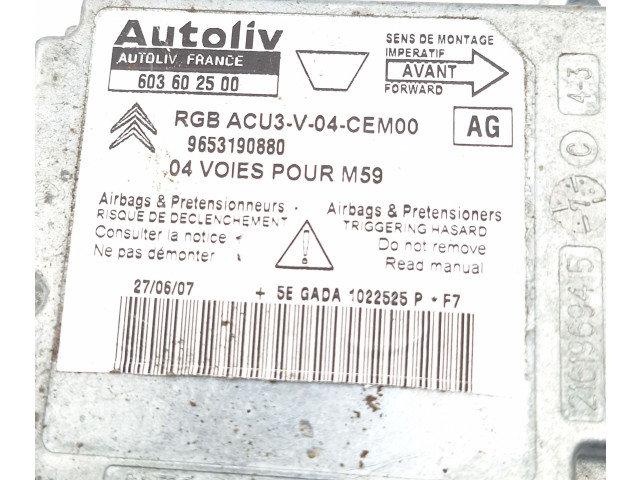 Autoliv
AUTOLIV FRANCE
603 60 25 00
SENS DE MONTAGE
IMPERATIF
AVANT
FORWARD
RGB ACU3-V-04-CEM00
AG
9653190880
04 VOIES POUR M59
Airbags & Pretensionneurs
RISQUE DE DECLENCHEMENT
Consulter la notice
Ne pas démonter
Airbags & Pretensioners
TRIGGERING HASARD
Do not remove
Read manual
27/06/07 + 5E GADA 1022525 P • F7
4-3
C